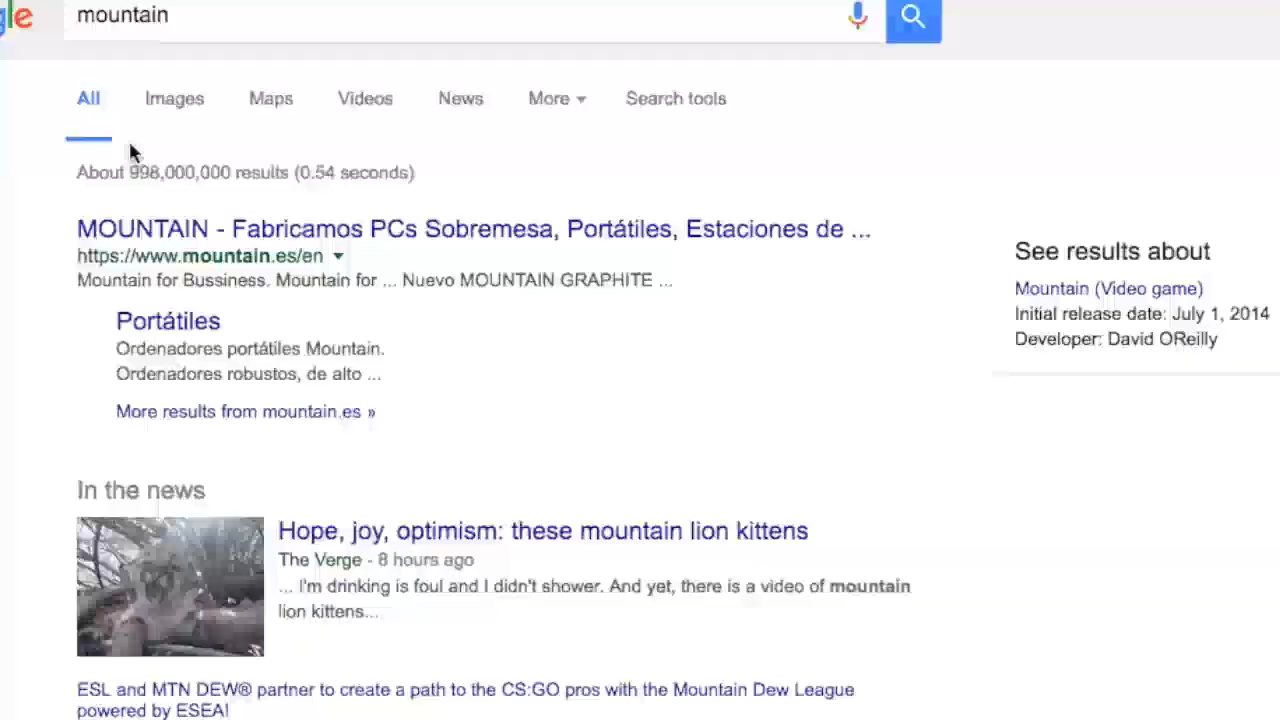 gle
mountain
All Images Maps Videos News More Search tools
About 998,000,000 results (0.54 seconds)
MOUNTAIN - Fabricamos PCs Sobremesa, Portátiles, Estaciones de ...
https://www.mountain.es/en
Mountain for Bussiness. Mountain for ... Nuevo MOUNTAIN GRAPHITE ...
Portátiles
Ordenadores portátiles Mountain.
Ordenadores robustos, de alto ...
More results from mountain.es »
See results about
Mountain (Video game)
Initial release date: July 1, 2014
Developer: David OReilly
In the news
Hope, joy, optimism: these mountain lion kittens
The Verge - 8 hours ago
... I'm drinking is foul and I didn't shower. And yet, there is a video of mountain
lion kittens...
ESL and MTN DEW® partner to create a path to the CS:GO pros with the Mountain Dew League
powered by ESEA!